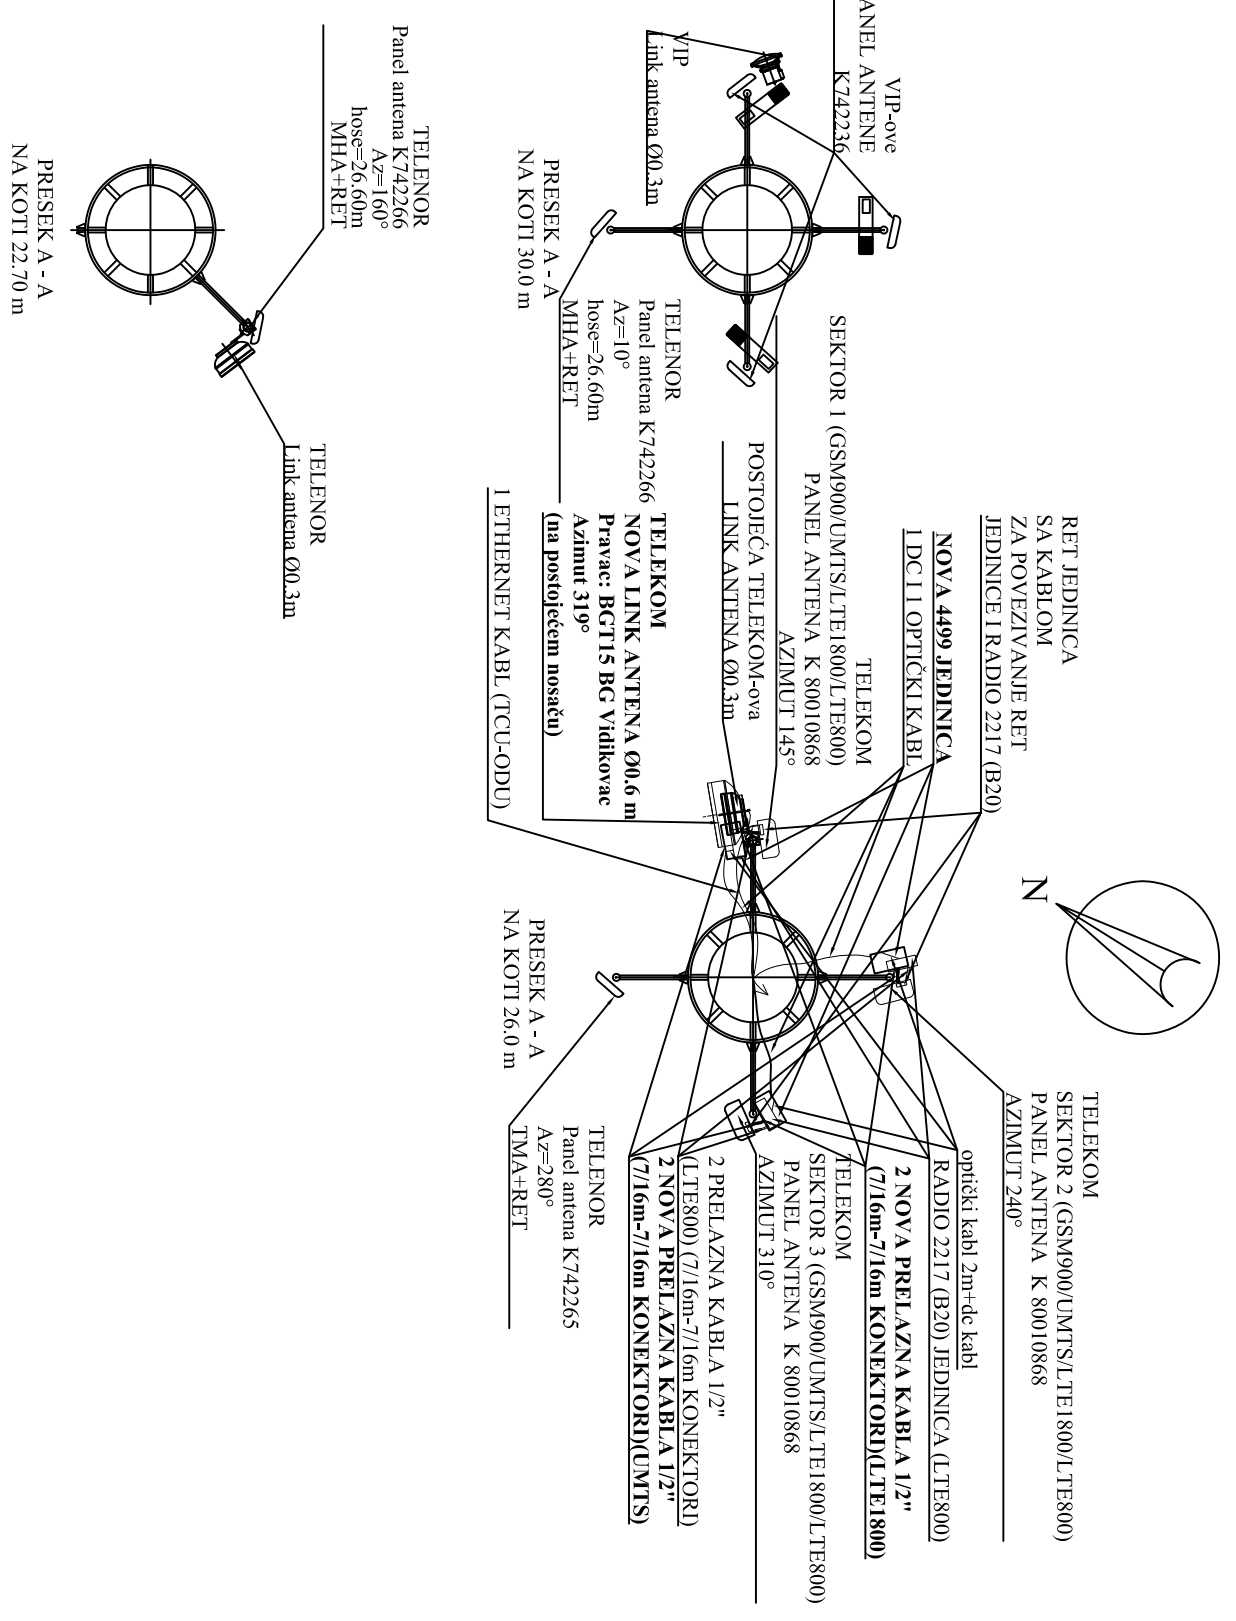 VIP-ove
ANEL ANTENE
K742236
VIP
Link antena Ø0.3m
PRESEK A - A
NA KOTI 30.0 m
TELENOR
Panel antena K742266
Az=10°
hose=26.60m
MHA+RET
TELENOR
Panel antena K742266
Az=160°
hose=26.60m
MHA+RET
PRESEK A - A
NA KOTI 22.70 m
TELENOR
Link antena Ø0.3m
RET JEDINICA
SA KABLOM
ZA POVEZIVANJE RET
JEDINICE I RADIO 2217 (B20)
NOVA 4499 JEDINICA
1 DC I 1 OPTIČKI KABL
TELEKOM
SEKTOR 1 (GSM900/UMTS/LTE1800/LTE800)
PANEL ANTENA K 80010868
AZIMUT 145°
POSTOJEĆA TELEKOM-ova
LINK ANTENA Ø0.3m
TELEKOM
NOVA LINK ANTENA Ø0.6 m
Pravac: BGT15 BG Vidikovac
Azimut 319°
(na postojećem nosaču)
1 ETHERNET KABL (TCU-ODU)
N
PRESEK A - A
NA KOTI 26.0 m
TELEKOM
SEKTOR 2 (GSM900/UMTS/LTE1800/LTE800)
PANEL ANTENA K 80010868
AZIMUT 240°
optički kabl 2m+dc kabl
RADIO 2217 (B20) JEDINICA (LTE800)
2 NOVA PRELAZNA KABLA 1/2"
(7/16m-7/16m KONEKTORI)(LTE1800)
TELEKOM
SEKTOR 3 (GSM900/UMTS/LTE1800/LTE800)
PANEL ANTENA K 80010868
AZIMUT 310°
2 PRELAZNA KABLA 1/2"
(LTE800) (7/16m-7/16m KONEKTORI)
2 NOVA PRELAZNA KABLA 1/2"
(7/16m-7/16m KONEKTORI)(UMTS)
TELENOR
Panel antena K742265
Az=280°
TMA+RET